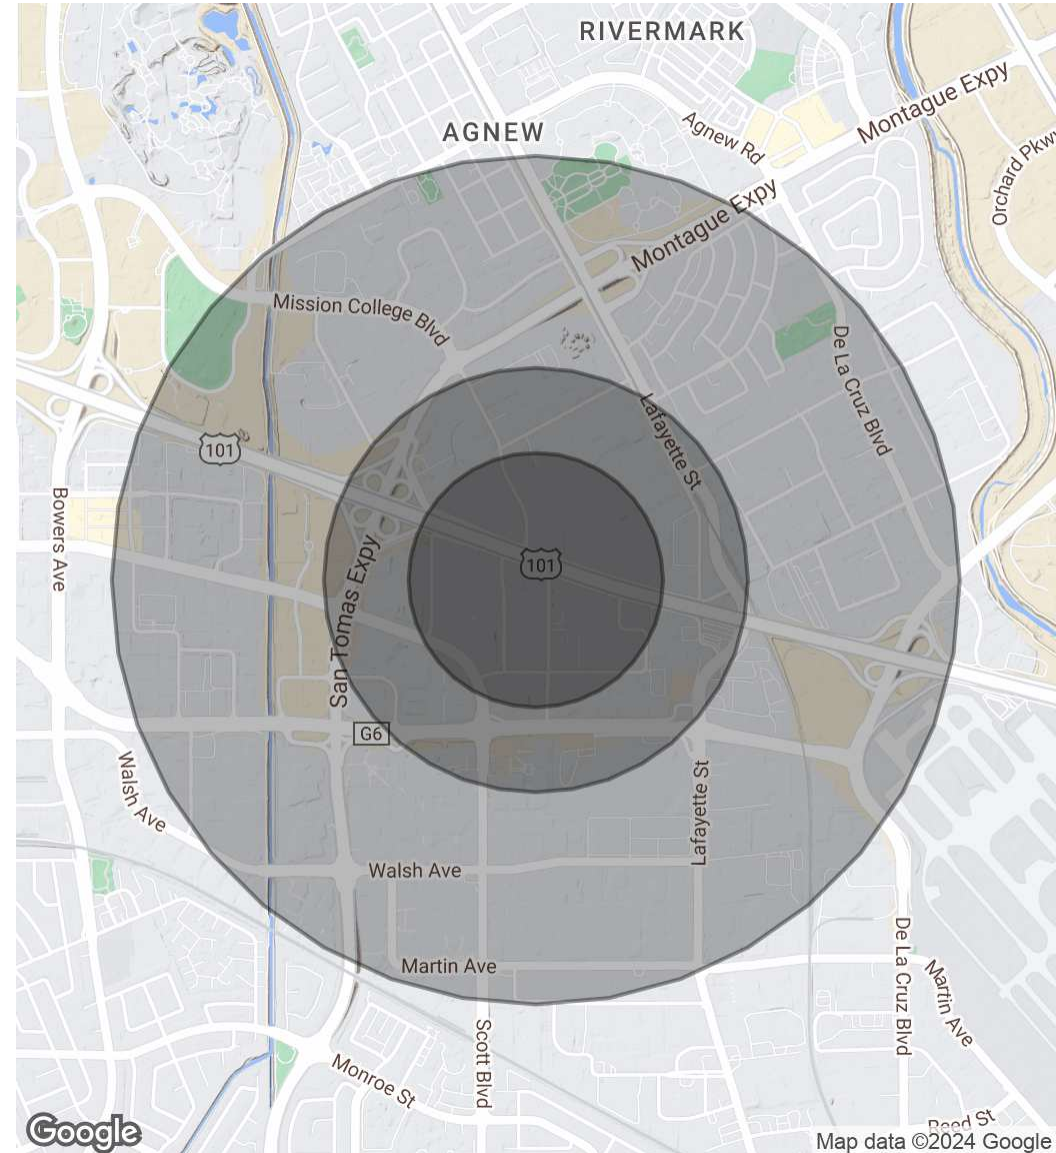 RIVERMARK
Montague Expy
AGNEW
Agnew Rd
Orchard Pkwy
Montague Expy
Mission College Blvd
De La Cruz Blvd
Lafayette St
101
Bowers Ave
San Tomas Expy
101
G6
Walsh Ave
Lafayette St
Walsh Ave
De La Cruz Blvd
Martin Ave
Martin Ave
Scott Blvd
Monroe St
Reed St
Google
Map data ©2024 Google